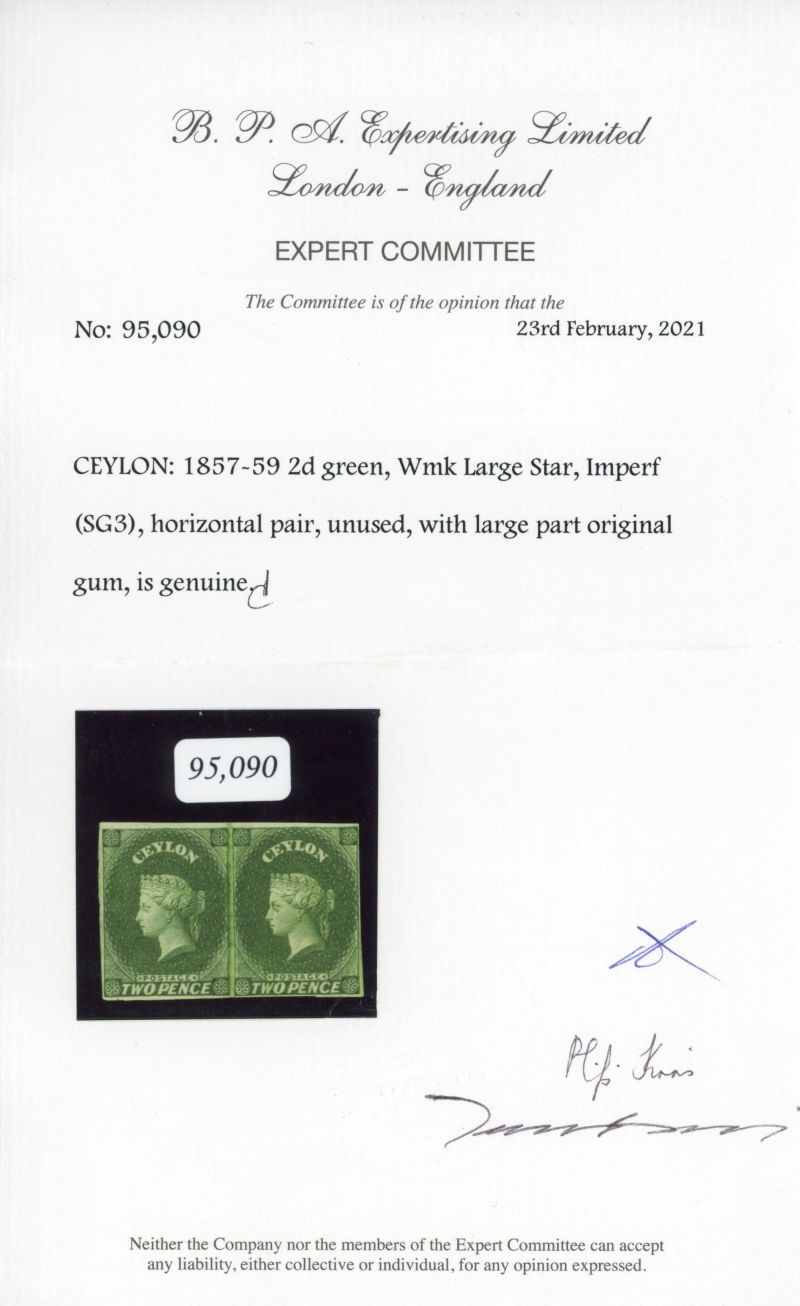 B. P. A. Expertising Limited
London - England
EXPERT COMMITTEE
The Committee is of the opinion that the
No: 95,090
23rd February, 2021
CEYLON: 1857-59 2d green, Wmk Large Star, Imperf
(SG3), horizontal pair, unused, with large part original
gum, is genuine.
95,090
CEYLON
CEYLON
POSTAGE
POSTAGE
TWO PENCE
TWO PENCE
Neither the Company nor the members of the Expert Committee can accept
any liability, either collective or individual, for any opinion expressed.